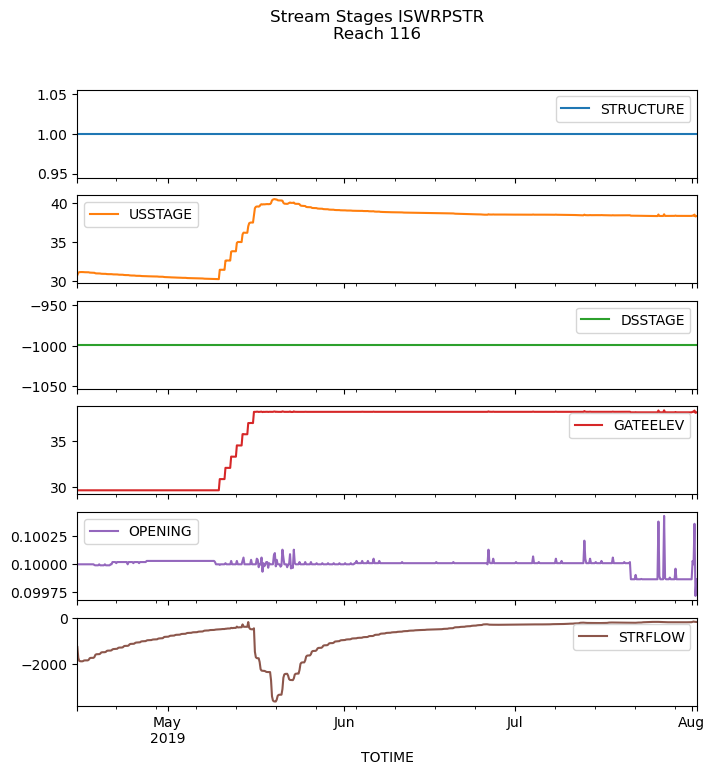 Stream Stages ISWRPSTR
Reach 116
1.05
1.00
0.95
STRUCTURE
40
35
30
USSTAGE
−950
−1000
−1050
DSSTAGE
35
30
GATEELEV
0.10025
0.10000
0.09975
OPENING
0
−2000
STRFLOW
May
2019
Jun
Jul
Aug
TOTIME